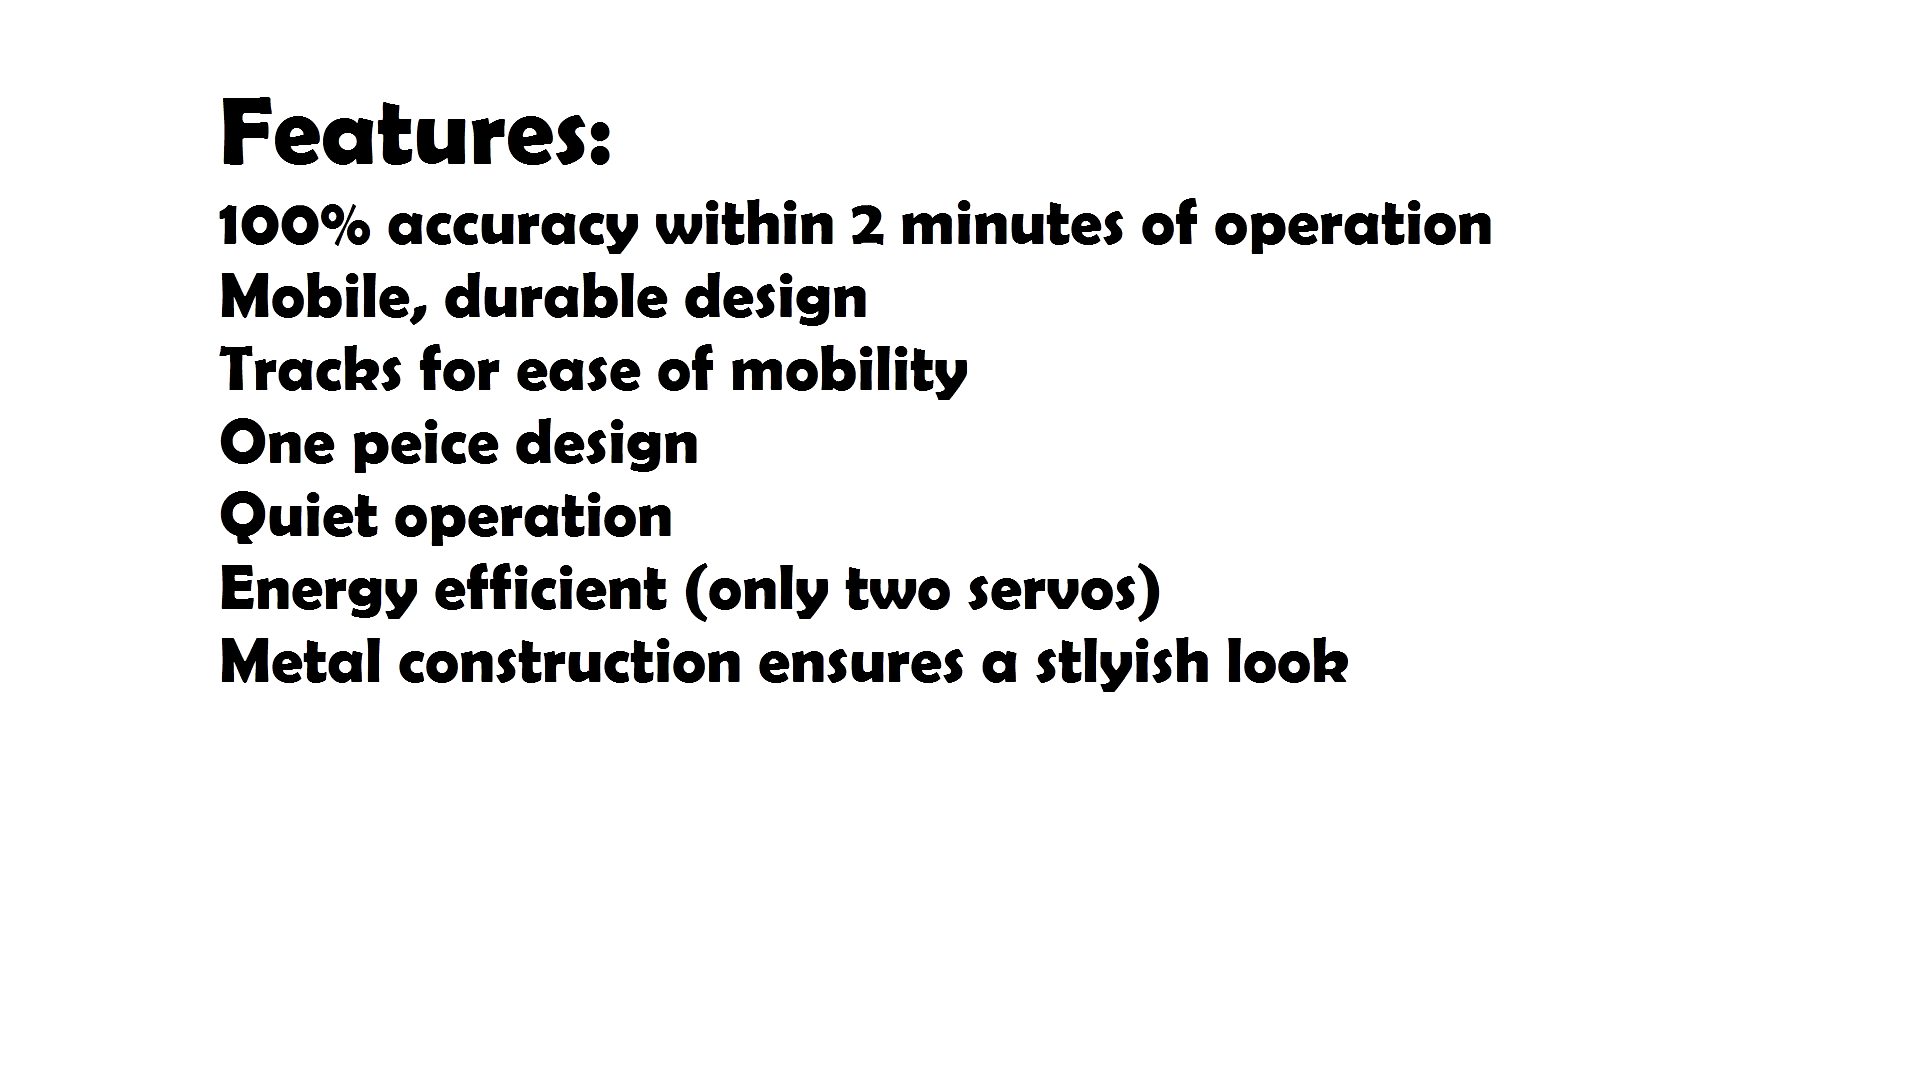 Features:
100% accuracy within 2 minutes of operation
Mobile, durable design
Tracks for ease of mobility
One peice design
Quiet operation
Energy efficient (only two servos)
Metal construction ensures a stlyish look